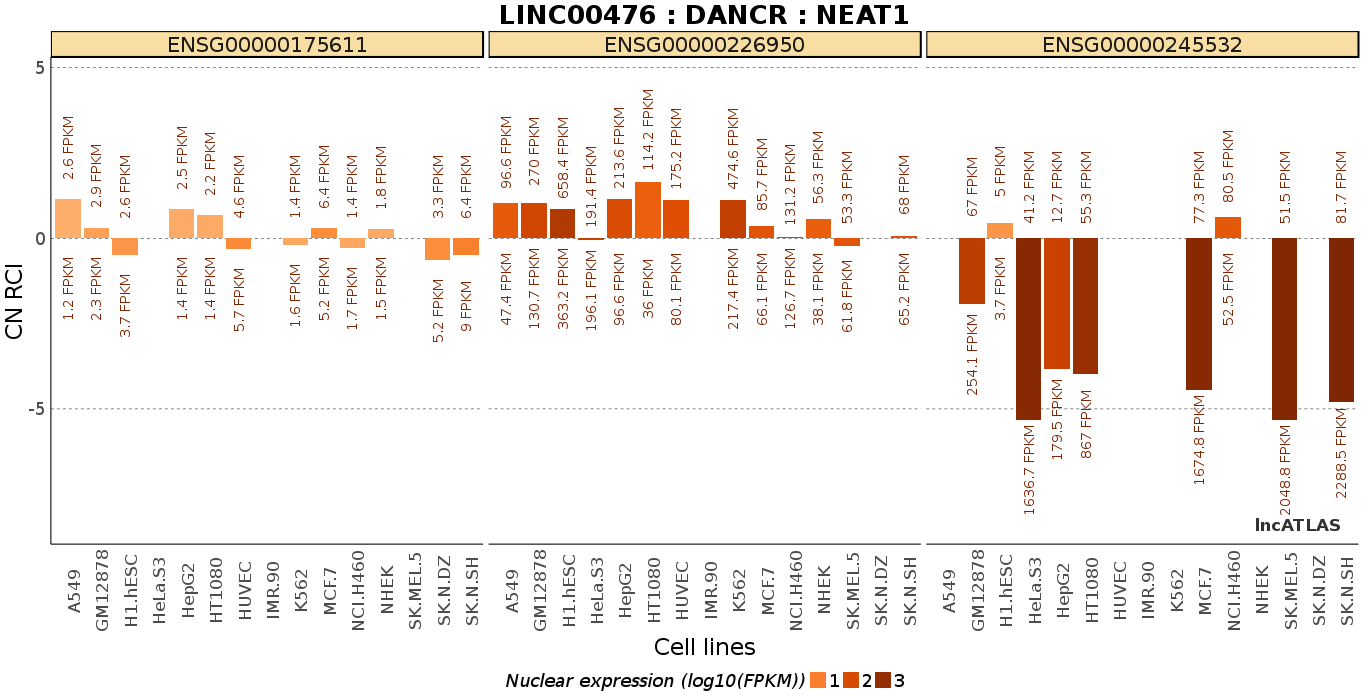 LINC00476 : DANCR : NEAT1
ENSG00000175611
ENSG00000226950
ENSG00000245532
CN RCI
5
0
-5
2.6 FPKM
2.9 FPKM
2.6 FPKM
2.5 FPKM
2.2 FPKM
4.6 FPKM
1.4 FPKM
6.4 FPKM
1.4 FPKM
1.8 FPKM
3.3 FPKM
6.4 FPKM
1.2 FPKM
2.3 FPKM
3.7 FPKM
1.4 FPKM
1.4 FPKM
5.7 FPKM
1.6 FPKM
5.2 FPKM
1.7 FPKM
1.5 FPKM
5.2 FPKM
9 FPKM
96.6 FPKM
270 FPKM
658.4 FPKM
191.4 FPKM
213.6 FPKM
114.2 FPKM
175.2 FPKM
474.6 FPKM
85.7 FPKM
131.2 FPKM
56.3 FPKM
53.3 FPKM
68 FPKM
47.4 FPKM
130.7 FPKM
363.2 FPKM
196.1 FPKM
96.6 FPKM
36 FPKM
80.1 FPKM
217.4 FPKM
66.1 FPKM
126.7 FPKM
38.1 FPKM
61.8 FPKM
65.2 FPKM
67 FPKM
5 FPKM
41.2 FPKM
12.7 FPKM
55.3 FPKM
77.3 FPKM
80.5 FPKM
51.5 FPKM
81.7 FPKM
254.1 FPKM
3.7 FPKM
1636.7 FPKM
179.5 FPKM
867 FPKM
1674.8 FPKM
52.5 FPKM
2048.8 FPKM
2288.5 FPKM
lncATLAS
A549
GM12878
H1.hESC
HeLa.S3
HepG2
HT1080
HUVEC
IMR.90
K562
MCF.7
NCI.H460
NHEK
SK.MEL.5
SK.N.DZ
SK.N.SH
A549
GM12878
H1.hESC
HeLa.S3
HepG2
HT1080
HUVEC
IMR.90
K562
MCF.7
NCI.H460
NHEK
SK.MEL.5
SK.N.DZ
SK.N.SH
A549
GM12878
H1.hESC
HeLa.S3
HepG2
HT1080
HUVEC
IMR.90
K562
MCF.7
NCI.H460
NHEK
SK.MEL.5
SK.N.DZ
SK.N.SH
Cell lines
Nuclear expression (log10(FPKM)) 1 2 3